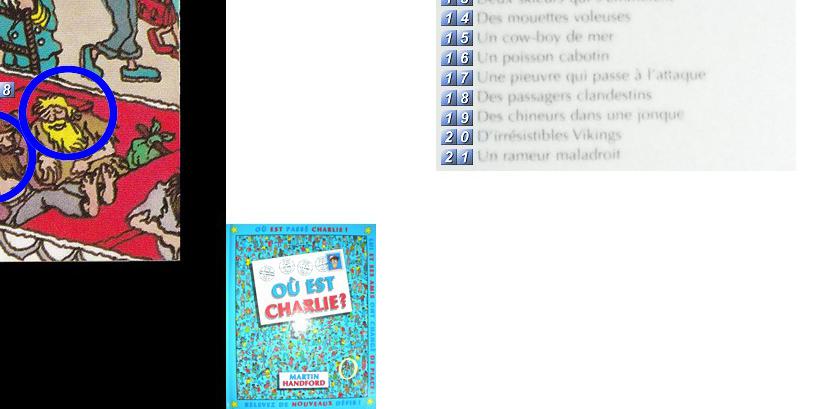 8
14 Des mouettes voleuses
15 Un cow-boy de mer
16 Un poisson cabotin
17 Une pieuvre qui passe à l'attaque
18 Des passagers clandestins
19 Des chineurs dans une jonque
20 D'irrésistibles Vikings
21 Un rameur maladroit
OÙ EST PASSÉ CHARLIE !
OÙ EST
CHARLIE?
MARTIN
HANDFORD
RELEVEZ DE NOUVEAUX DÉFIS !